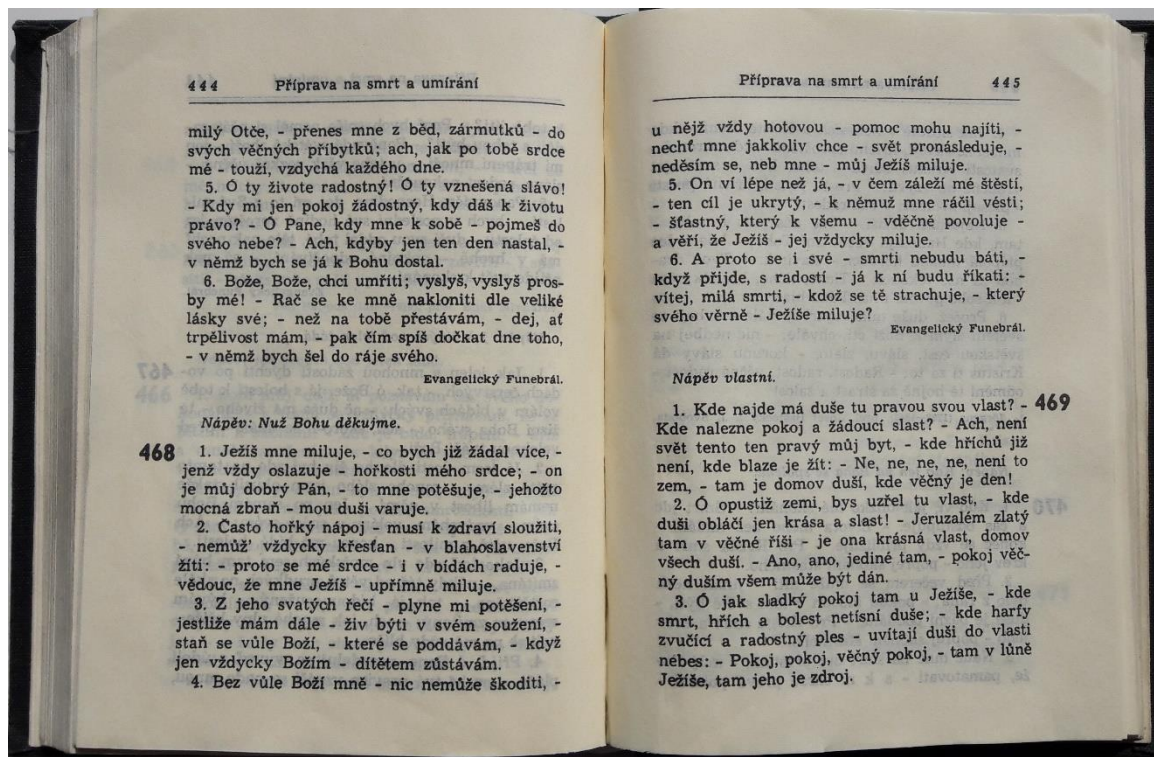 444 Příprava na smrt a umírání
milý Otče, - přenes mne z běd, zármutků - do
svých věčných příbytků; ach, jak po tobě srdce
mé - touží, vzdychá každého dne.
5. Ó ty živote radostný! Ó ty vznešená slávo!
- Kdy mi jen pokoj žádostný, kdy dáš k životu
právo? - Ó Pane, kdy mne k sobě - pojmeš do
svého nebe? - Ach, kdyby jen ten den nastal, -
v němž bych se já k Bohu dostal.
6. Bože, Bože, chci umříti; vyslyš, vyslyš pros-
by mé! - Rač se ke mně nakloniti dle veliké
lásky své; - než na tobě přestávám, - dej, ať
trpělivost mám, - pak čím spíš dočkat dne toho,
- v němž bych šel do ráje svého.
Evangelický Funebrál.
Nápěv: Nuž Bohu děkujme.
468 1. Ježíš mne miluje, - co bych již žádal více, -
jenž vždy oslazuje - hořkosti mého srdce; - on
je můj dobrý Pán, - to mne potěšuje, - jehožto
mocná zbraň - mou duši varuje.
2. Často hořký nápoj - musí k zdraví sloužiti,
- nemůž' vždycky křesťan - v blahoslavenství
žíti: - proto se mé srdce - i v bídách raduje, -
vědouc, že mne Ježíš - upřímně miluje.
3. Z jeho svatých řečí - plyne mi potěšení, -
jestliže mám dále - živ býti v svém soužení, -
staň se vůle Boží, - které se poddávám, - když
jen vždycky Božím - dítětem zůstávám.
4. Bez vůle Boží mně - nic nemůže škoditi, -
Příprava na smrt a umírání 445
u nějž vždy hotovou - pomoc mohu najíti, -
nechť mne jakkoliv chce - svět pronásleduje, -
neděsím se, neb mne - můj Ježíš miluje.
5. On ví lépe než já, - v čem záleží mé štěstí,
- ten cíl je ukrytý, - k němuž mne ráčil vésti;
- šťastný, který k všemu - vděčně povoluje -
a věří, že Ježíš - jej vždycky miluje.
6. A proto se i své - smrti nebudu báti, -
když přijde, s radostí - já k ní budu říkati: -
vítej, milá smrti, - kdož se tě strachuje, - který
svého věrně - Ježíše miluje?
Evangelický Funebrál.
Nápěv vlastní.
1. Kde najde má duše tu pravou svou vlast? - 469
Kde nalezne pokoj a žádoucí slast? - Ach, není
svět tento ten pravý můj byt, - kde hříchů již
není, kde blaze je žít: - Ne, ne, ne, ne, není to
zem, - tam je domov duší, kde věčný je den!
2. Ó opustiž zemi, bys uzřel tu vlast, - kde
duši obláčí jen krása a slast! - Jeruzalém zlatý
tam v věčné říši - je ona krásná vlast, domov
všech duší. - Ano, ano, jediné tam, - pokoj věč-
ný duším všem může být dán.
3. Ó jak sladký pokoj tam u Ježíše, - kde
smrt, hřích a bolest netísní duše; - kde harfy
zvučící a radostný ples - uvítají duši do vlasti
nebes: - Pokoj, pokoj, věčný pokoj, - tam v lůně
Ježíše, tam jeho je zdroj.